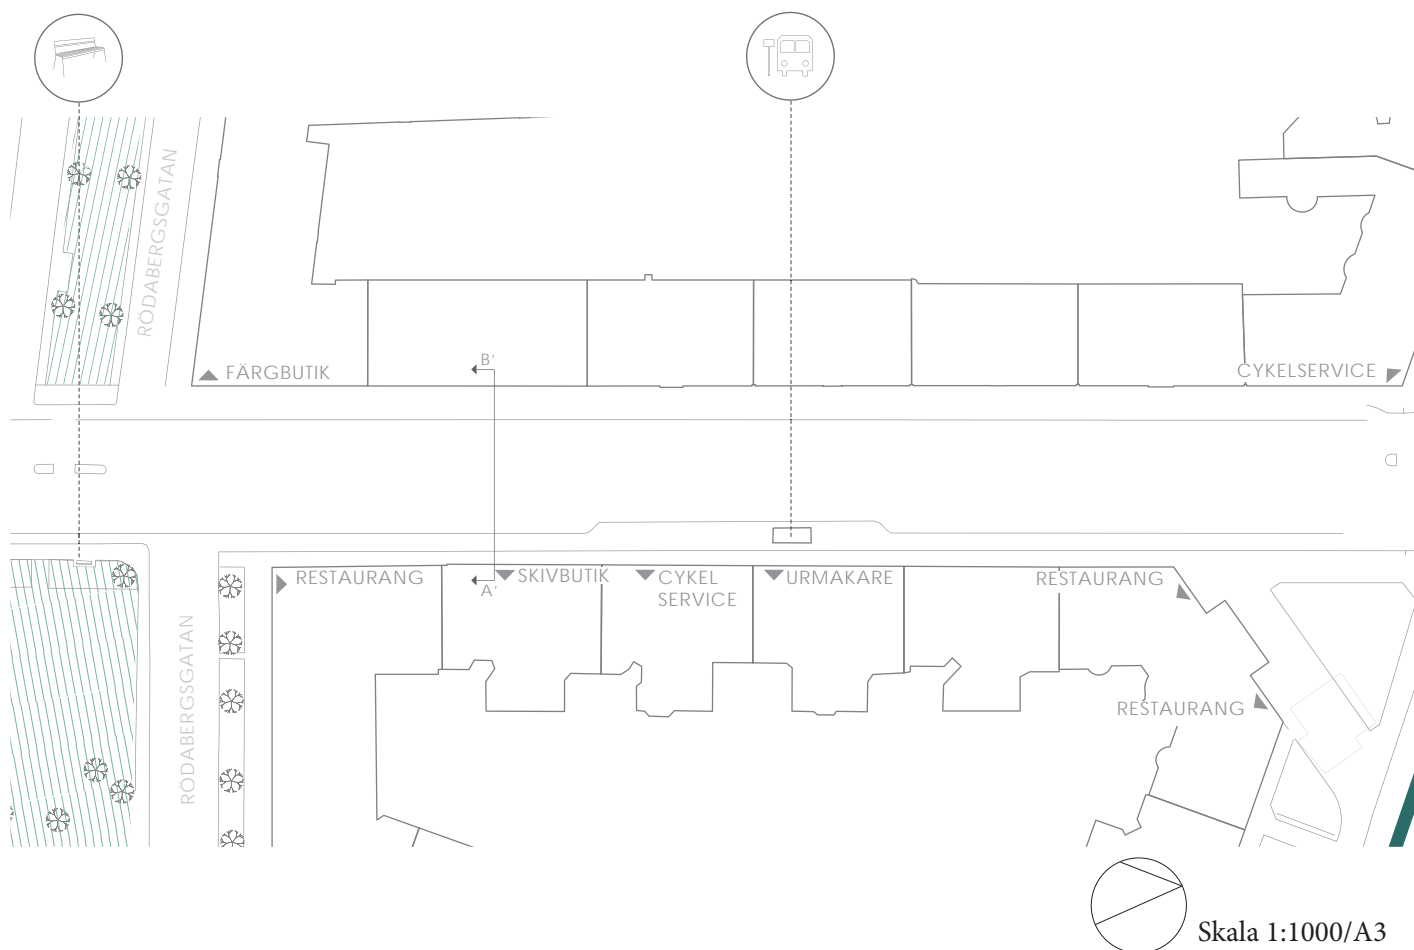 RÖDABERGSGATAN
FÄRGBUTIK
B'
CYKELSERVICE
RESTAURANG
A'
SKIVBUTIK
CYKEL
SERVICE
URMAKARE
RESTAURANG
RÖDABERGSGATAN
RESTAURANG
Skala 1:1000/A3